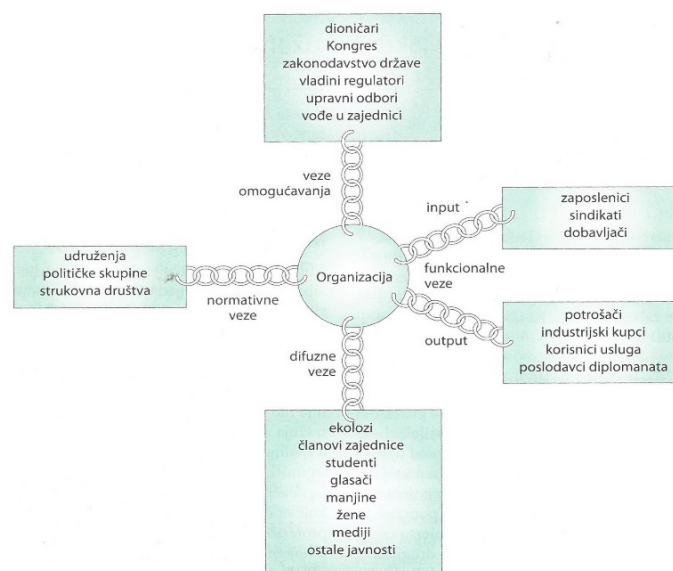 dioničari
Kongres
zakonodavstvo države
vladini regulatori
upravni odbori
vođe u zajednici
veze
omogućavanja
input
zaposlenici
sindikati
dobavljači
udruženja
političke skupine
strukovna društva
normativne
veze
Organizacija
funkcionalne
veze
output
potrošači
industrijski kupci
korisnici usluga
poslodavci diplomanata
difuzne
veze
ekolozi
članovi zajednice
studenti
glasači
manjine
žene
mediji
ostale javnosti